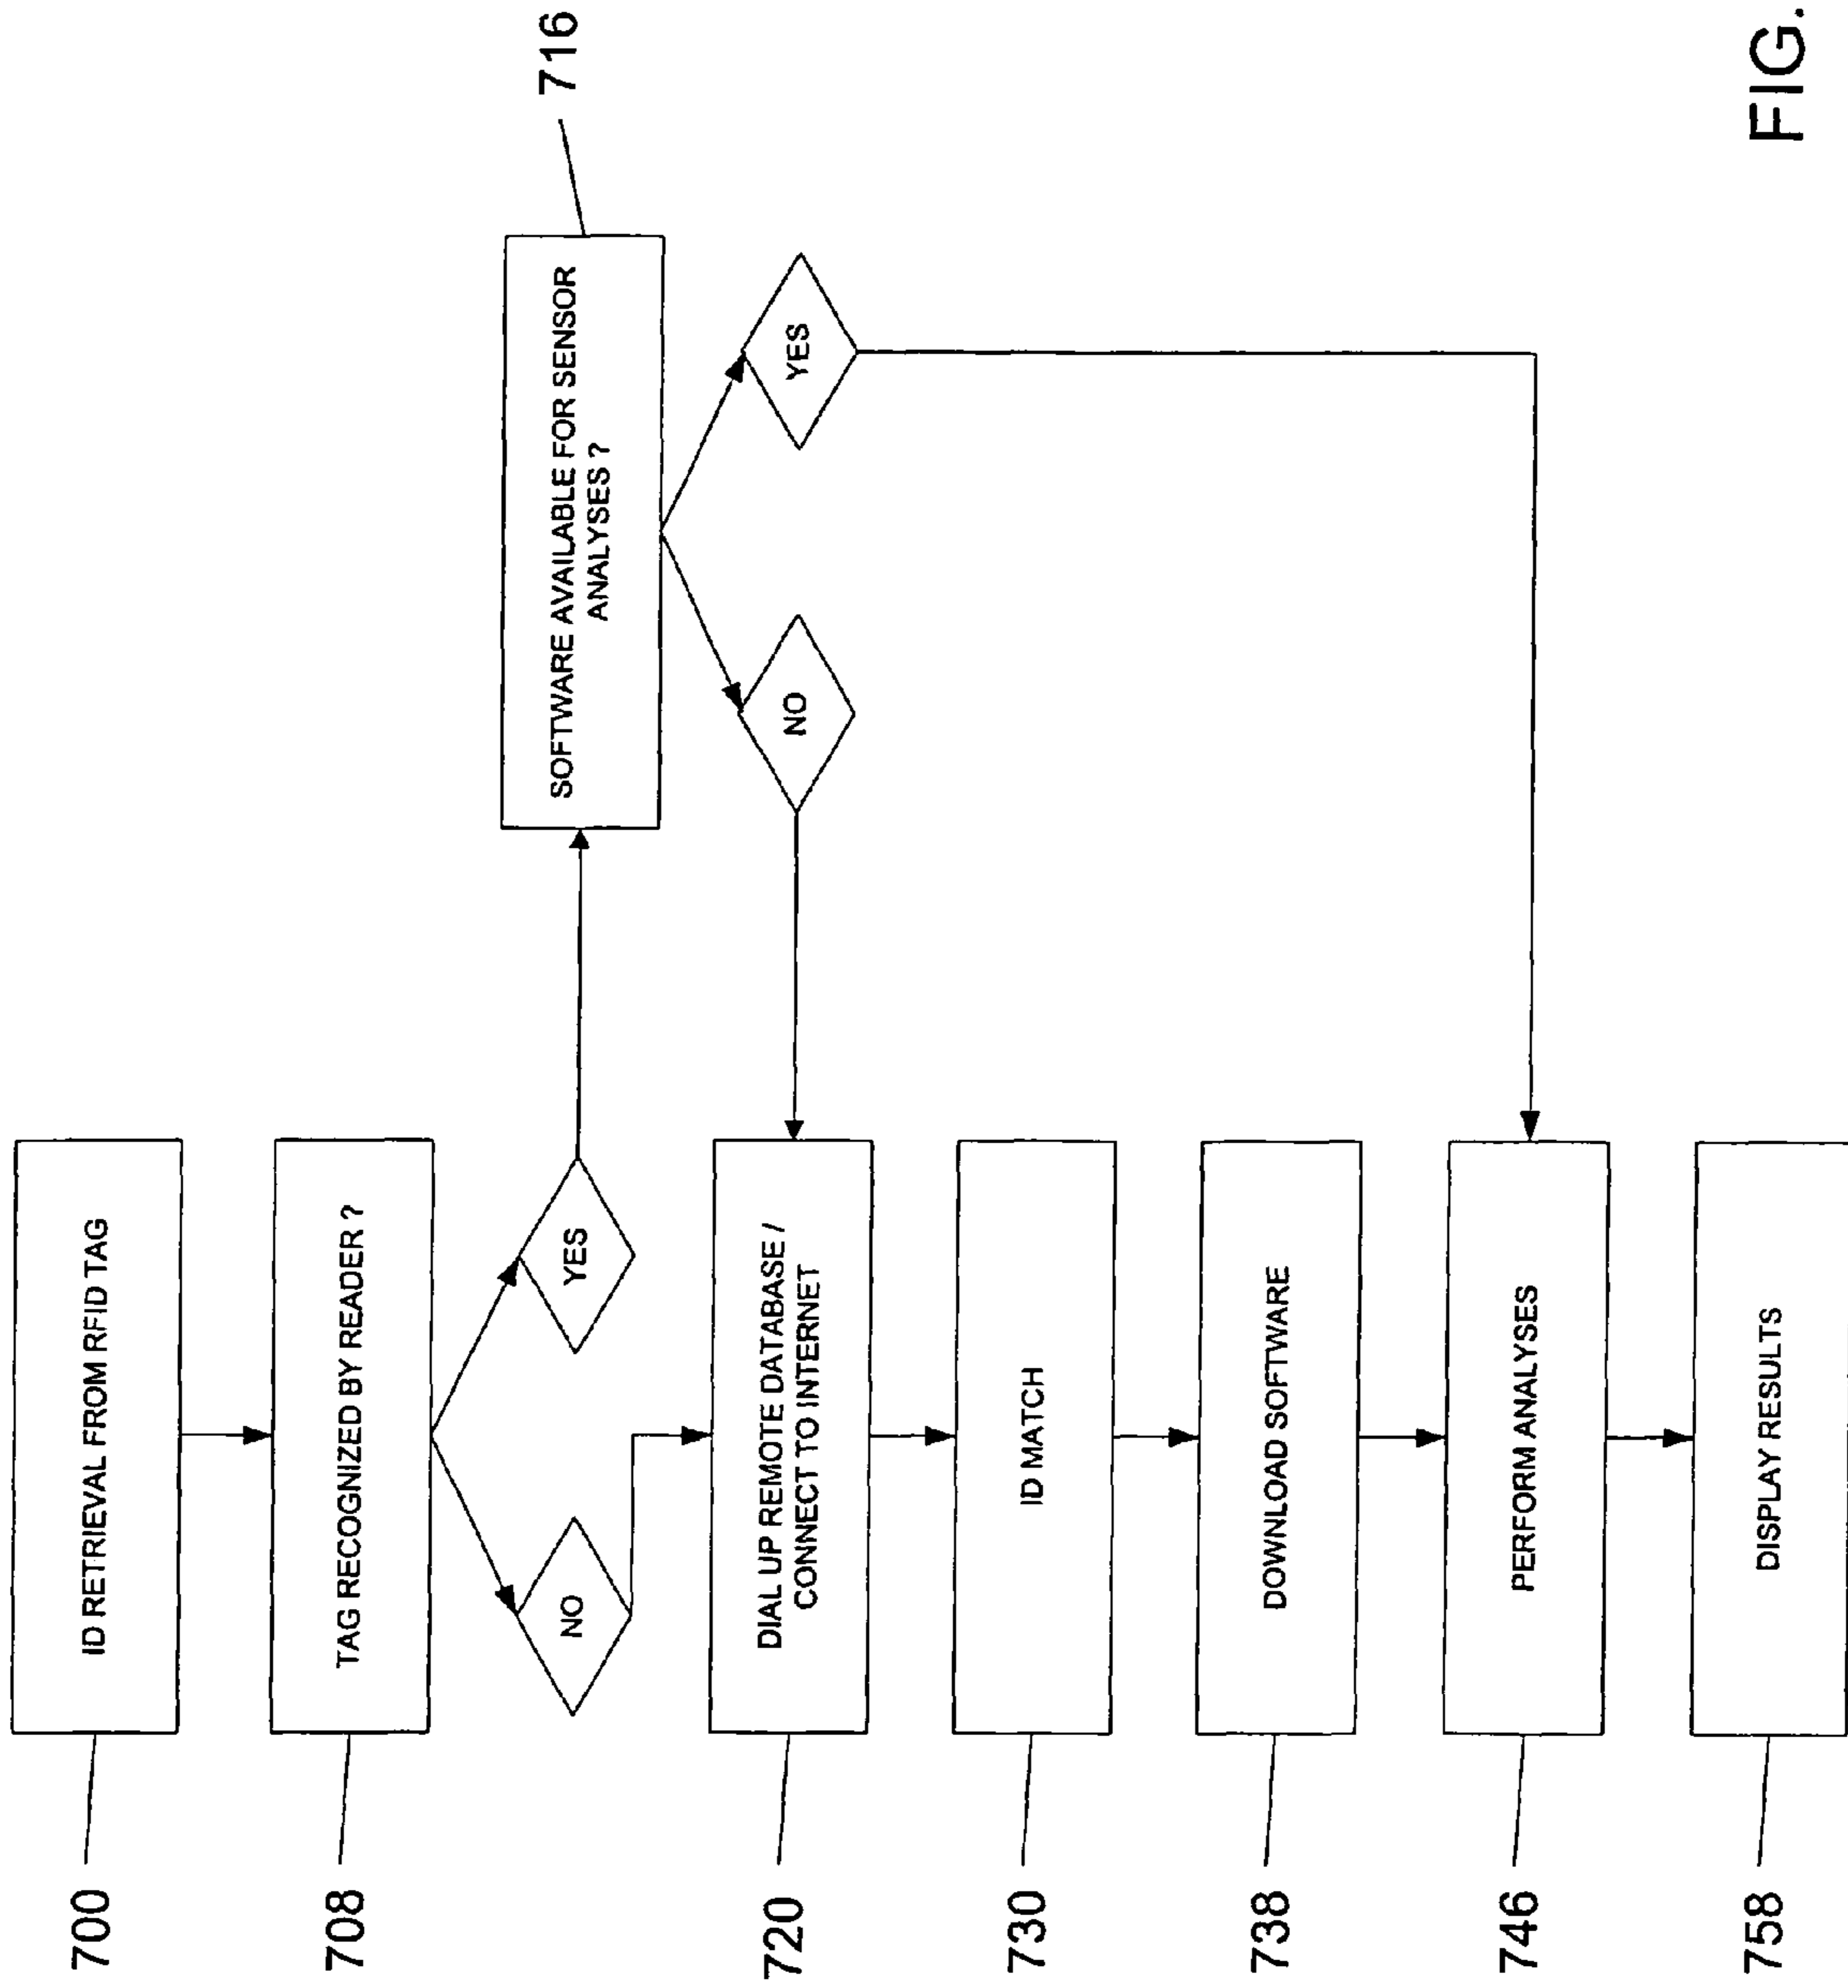 700
ID RETRIEVAL FROM RFID TAG
708
TAG RECOGNIZED BY READER ?
NO
YES
716
SOFTWARE AVAILABLE FOR SENSOR
ANALYSES ?
NO
YES
720
DIAL UP REMOTE DATABASE /
CONNECT TO INTERNET
730
ID MATCH
738
DOWNLOAD SOFTWARE
746
PERFORM ANALYSES
758
DISPLAY RESULTS
FIG.